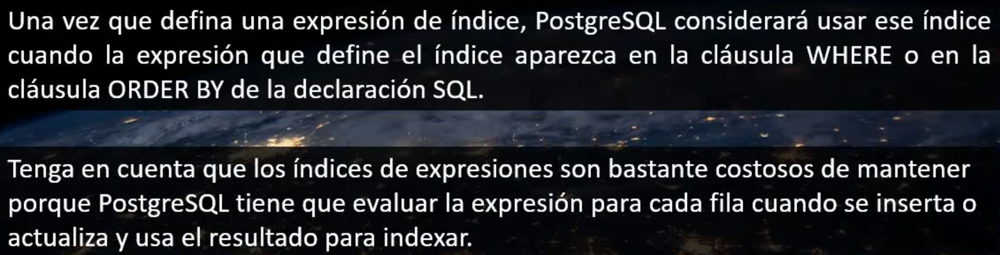 Una vez que defina una expresión de índice, PostgreSQL considerará usar ese índice
cuando la expresión que define el índice aparezca en la cláusula WHERE o en la
cláusula ORDER BY de la declaración SQL.
Tenga en cuenta que los índices de expresiones son bastante costosos de mantener
porque PostgreSQL tiene que evaluar la expresión para cada fila cuando se inserta o
actualiza y usa el resultado para indexar.